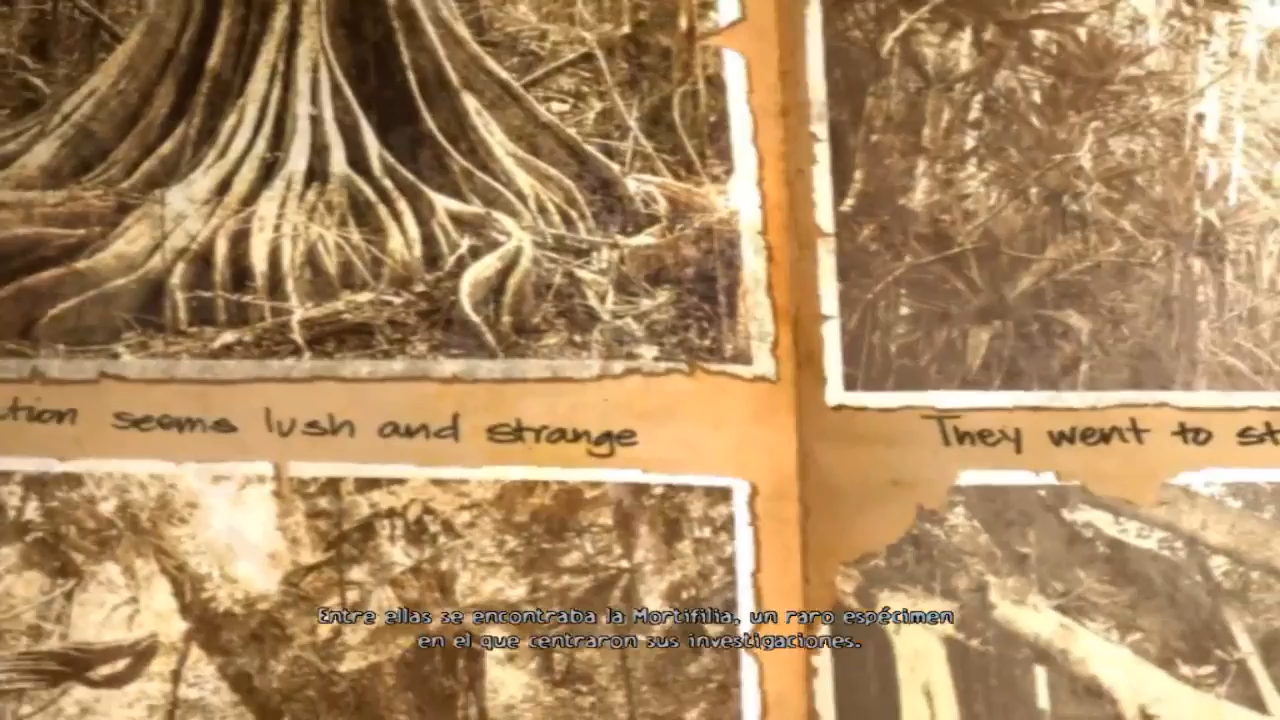 seems lush and strange
They went to
Entre ellas se encontraba la Mortifilia, un raro espécimen
en el que centraron sus investigaciones.